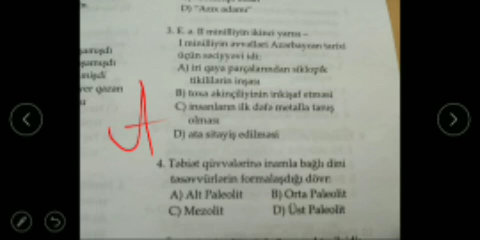 D) "Azıx adamı"
3. E. ə. II minilliyin ikinci yarısı –
I minilliyin əvvəlləri Azərbaycan tarixi
üçün səciyyəvi idi:
A) iri qaya parçalarından siklopik
tikililərin inşası
B) toxa əkinçiliyinin inkişaf etməsi
C) insanların ilk dəfə metalla tanış
olması
D) ata sitayiş edilməsi
A
4. Təbiət qüvvələrinə inamla bağlı dini
təsəvvürlərin formalaşdığı dövr:
A) Alt Paleolit B) Orta Paleolit
C) Mezolit D) Üst Paleolit